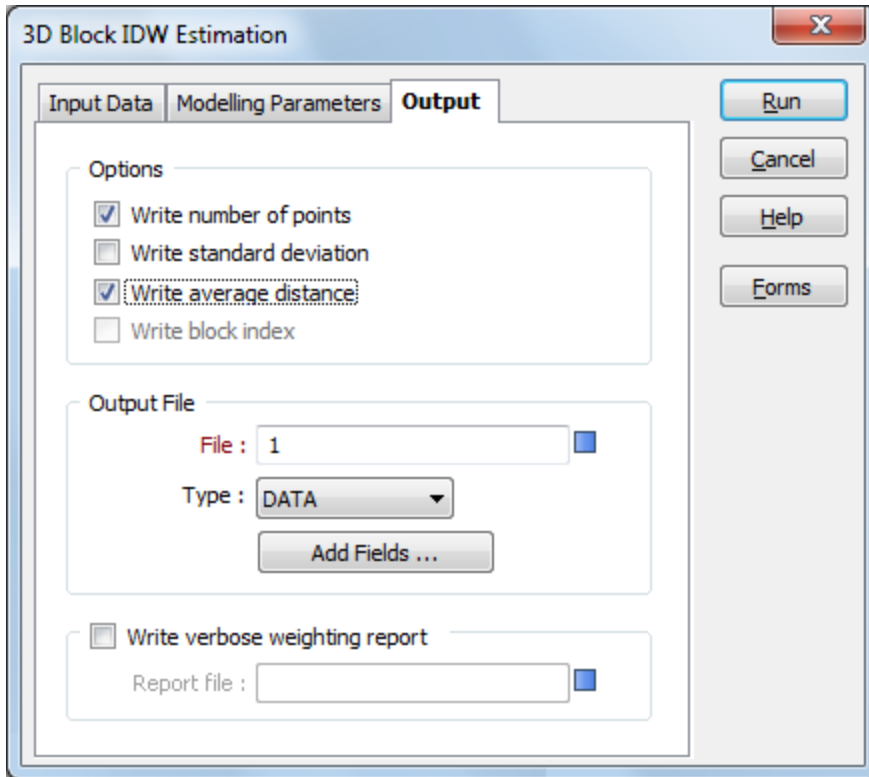 3D Block IDW Estimation
x
Input Data Modelling Parameters Output
Run
Cancel
Help
Forms
Options
Write number of points
Write standard deviation
Write average distance
Write block index
Output File
File : 1
Type : DATA
Add Fields ...
Write verbose weighting report
Report file :